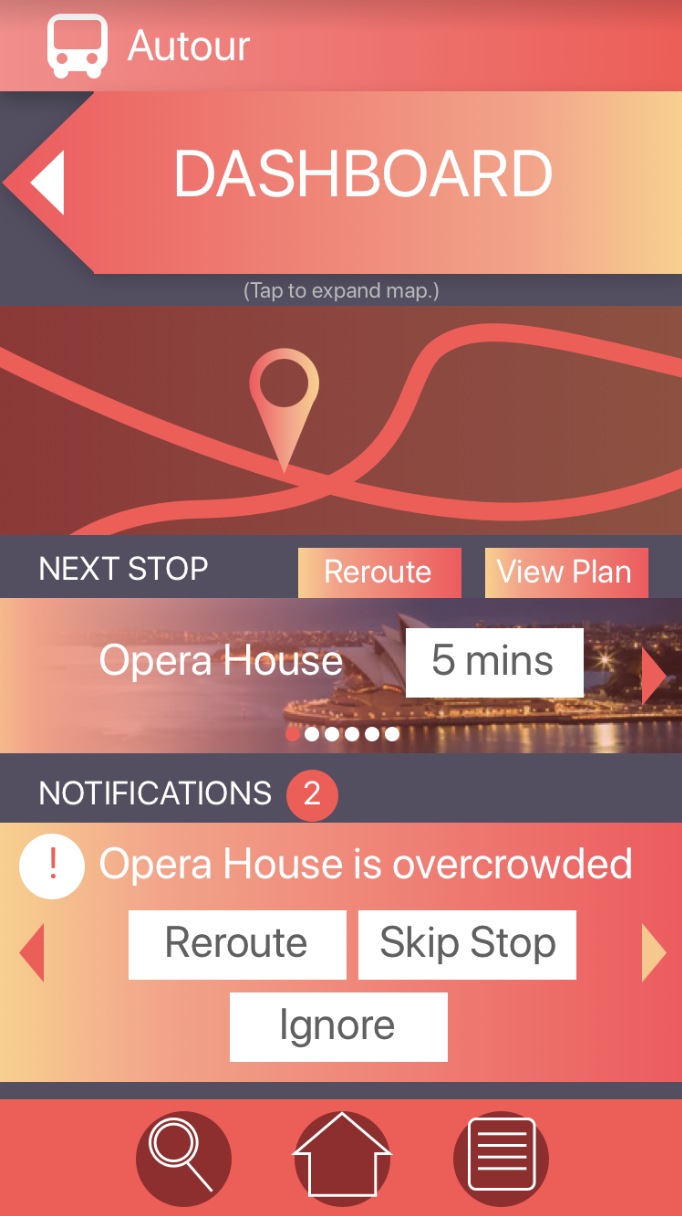 Autour
DASHBOARD
(Tap to expand map.)
NEXT STOP
Reroute
View Plan
Opera House
5 mins
NOTIFICATIONS 2
! Opera House is overcrowded
Reroute
Skip Stop
Ignore